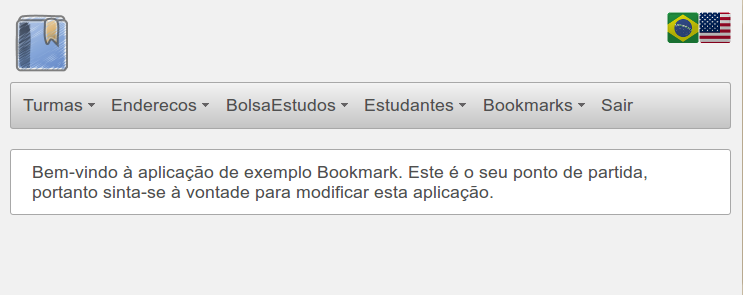 Turmas Enderecos BolsaEstudos Estudantes Bookmarks Sair
Bem-vindo à aplicação de exemplo Bookmark. Este é o seu ponto de partida,
portanto sinta-se à vontade para modificar esta aplicação.